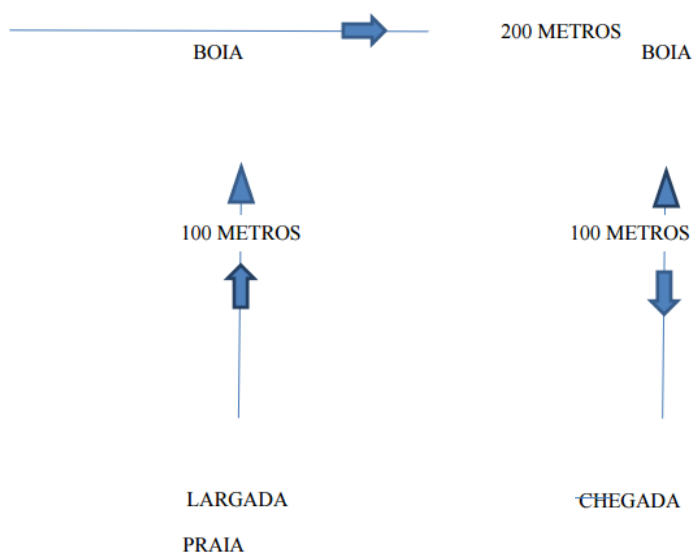 200 METROS
BOIA BOIA
100 METROS 100 METROS
LARGADA CHEGADA
PRAIA